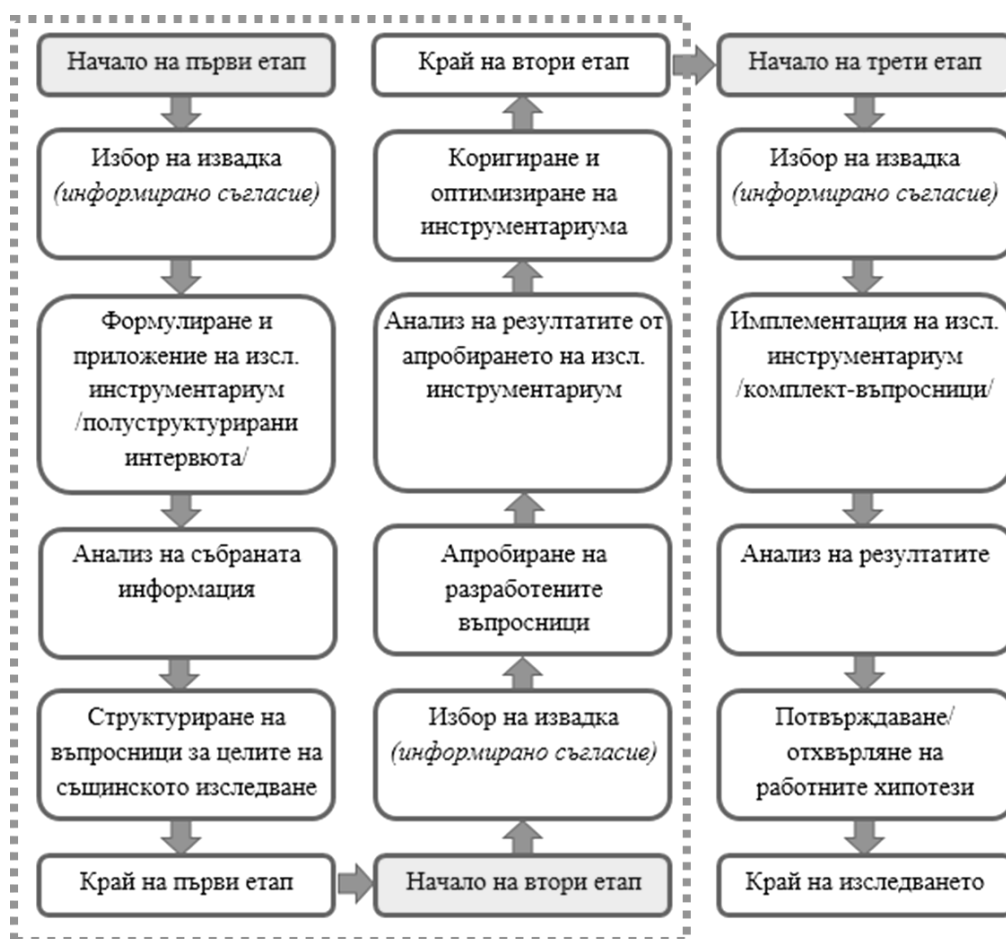 Начало на първи етап
Избор на извадка
(информирано съгласие)
Формулиране и
приложение на изсл.
инструментариум
/полуструктурирани
интервюта/
Анализ на събраната
информация
Структуриране на
въпросници за целите на
същинското изследване
Край на първи етап
Начало на втори етап
Избор на извадка
(информирано съгласие)
Апробиране на
разработените
въпросници
Анализ на резултатите от
апробирането на изсл.
инструментариум
Коригиране и
оптимизиране на
инструментариума
Край на втори етап
Начало на трети етап
Избор на извадка
(информирано съгласие)
Имплементация на изсл.
инструментариум
/комплект-въпросници/
Анализ на резултатите
Потвърждаване/
отхвърляне на
работните хипотези
Край на изследването